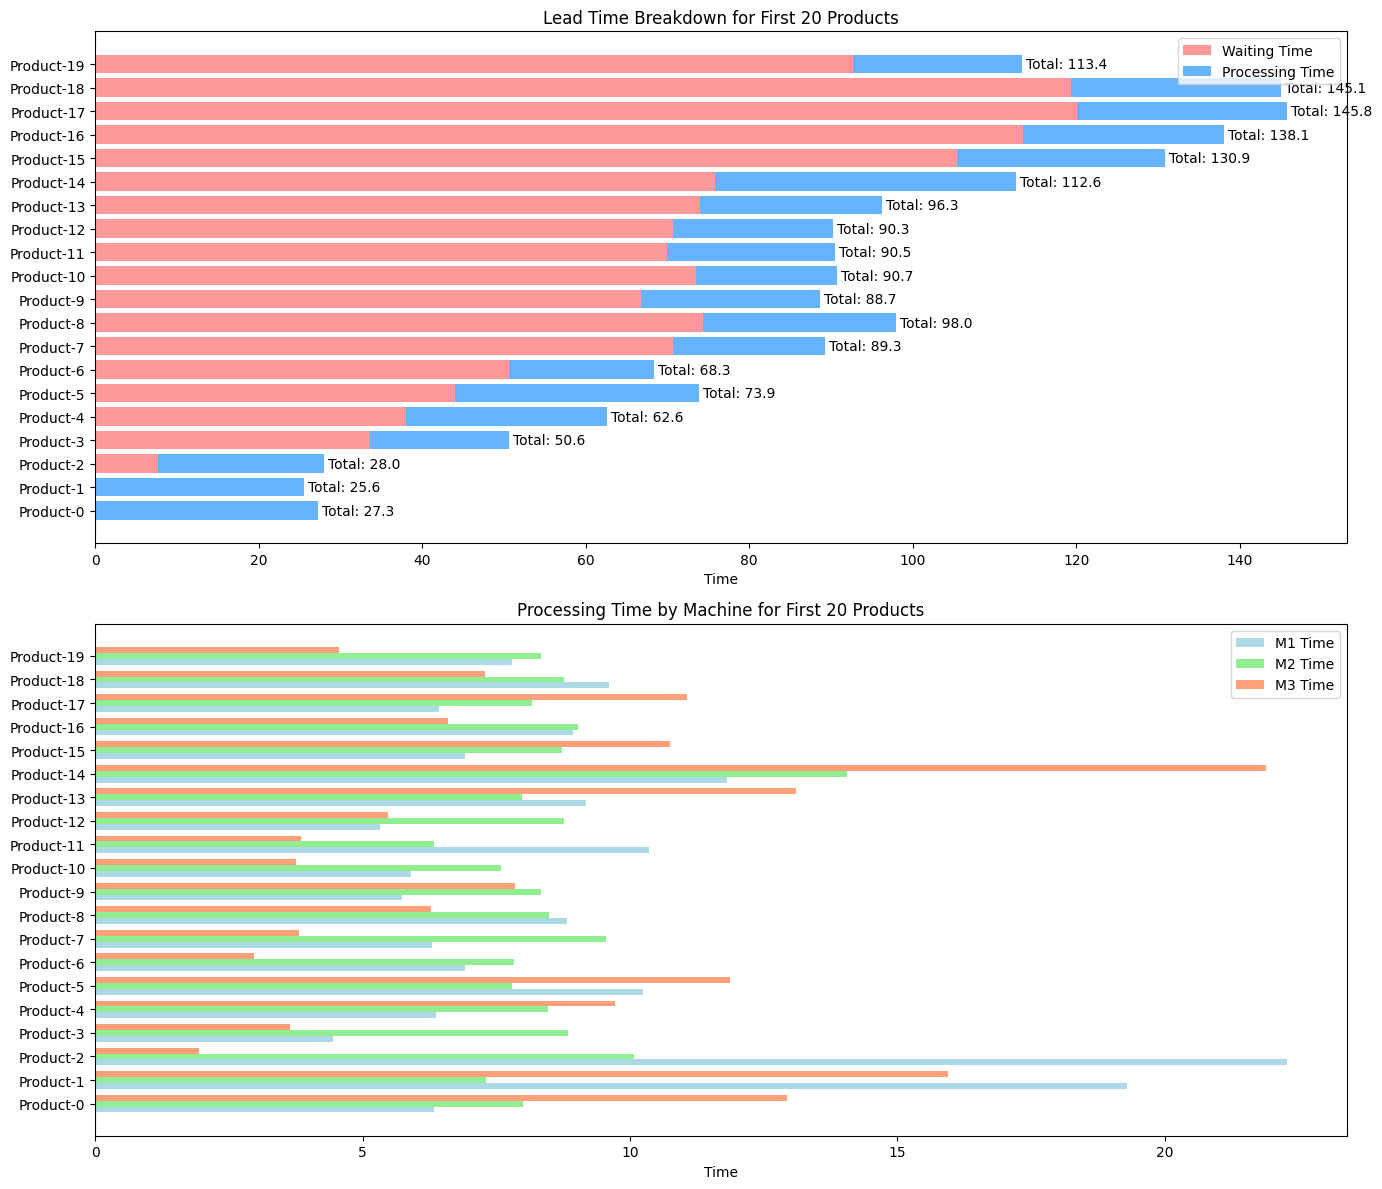 Lead Time Breakdown for First 20 Products
Waiting Time
Processing Time
Product-19 Total: 113.4
Product-18 Total: 145.1
Product-17 Total: 145.8
Product-16 Total: 138.1
Product-15 Total: 130.9
Product-14 Total: 112.6
Product-13 Total: 96.3
Product-12 Total: 90.3
Product-11 Total: 90.5
Product-10 Total: 90.7
Product-9 Total: 88.7
Product-8 Total: 98.0
Product-7 Total: 89.3
Product-6 Total: 68.3
Product-5 Total: 73.9
Product-4 Total: 62.6
Product-3 Total: 50.6
Product-2 Total: 28.0
Product-1 Total: 25.6
Product-0 Total: 27.3
0 20 40 60 80 100 120 140
Time
Processing Time by Machine for First 20 Products
M1 Time
M2 Time
M3 Time
Product-19
Product-18
Product-17
Product-16
Product-15
Product-14
Product-13
Product-12
Product-11
Product-10
Product-9
Product-8
Product-7
Product-6
Product-5
Product-4
Product-3
Product-2
Product-1
Product-0
0 5 10 15 20
Time